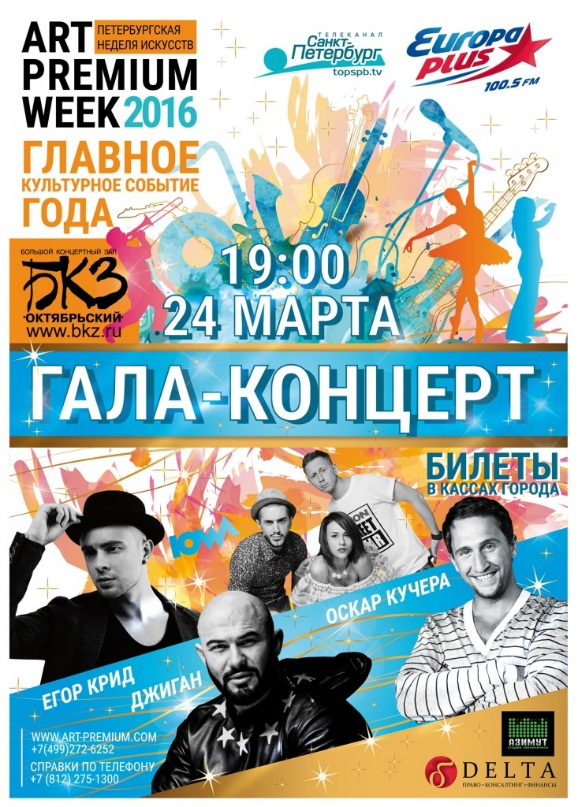 ART
ПЕТЕРБУРГСКАЯ
НЕДЕЛЯ ИСКУССТВ
PREMIUM
WEEK 2016
ТЕЛЕКАНАЛ
Санкт-
Петербург
topspb.tv
Europa
PLUS
100.5 FM
ГЛАВНОЕ
КУЛЬТУРНОЕ СОБЫТИЕ
ГОДА
БОЛЬШОЙ КОНЦЕРТНЫЙ ЗАЛ
БКЗ
"ОКТЯБРЬСКИЙ"
www.bkz.ru
19:00
24 МАРТА
ГАЛА-КОНЦЕРТ
БИЛЕТЫ
В КАССАХ ГОРОДА
ЮМА
ОСКАР КУЧЕРА
ЕГОР КРИД
ДЖИГАН
WWW.ART-PREMIUM.COM
+7(499)272-6252
СПРАВКИ ПО ТЕЛЕФОНУ
+7 (812) 275-1300
АЗИМУТ
DELTA
ПРАВО • КОНСАЛТИНГ • ФИНАНСЫ